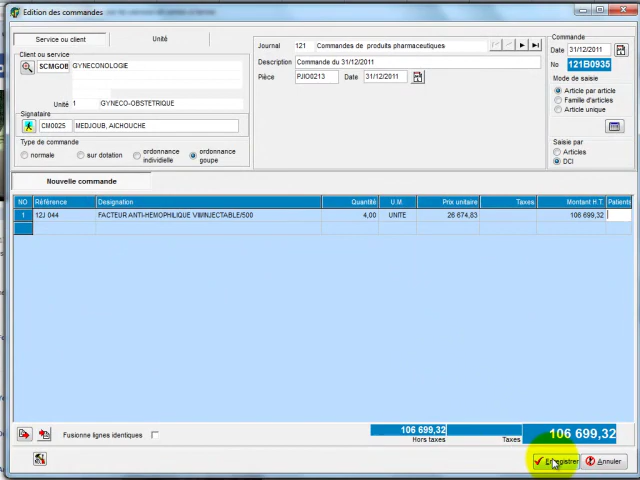 Edition des commandes
Service ou client
Unité
Client ou service
SCMGOB
GYNECONOLOGIE
Unité 1 GYNECO-OBSTETRIQUE
Signataire
CM0025 MEDJOUB, AICHOUCHE
Type de commande
normale
sur dotation
ordonnance individielle
ordonnance goupe
Journal 121 Commandes de produits pharmaceutiques
Description Commande du 31/12/2011
Pièce PJIO0213 Date 31/12/2011
Commande
Date 31/12/2011
No 121B0935
Mode de saisie
Article par article
Famille d'articles
Article unique
Saisie par
Articles
DCI
Nouvelle commande
NO Référence Designation Quantité U.M. Prix unitaire Taxes Montant H.T. Patients
1 12J 044 FACTEUR ANTI-HEMOPHILIQUE VIMINJECTABLE/500 4,00 UNITE 26 674,83 106 699,32
Fusionne lignes identiques
106 699,32
Hors taxes
Taxes
106 699,32
Enregistrer
Annuler